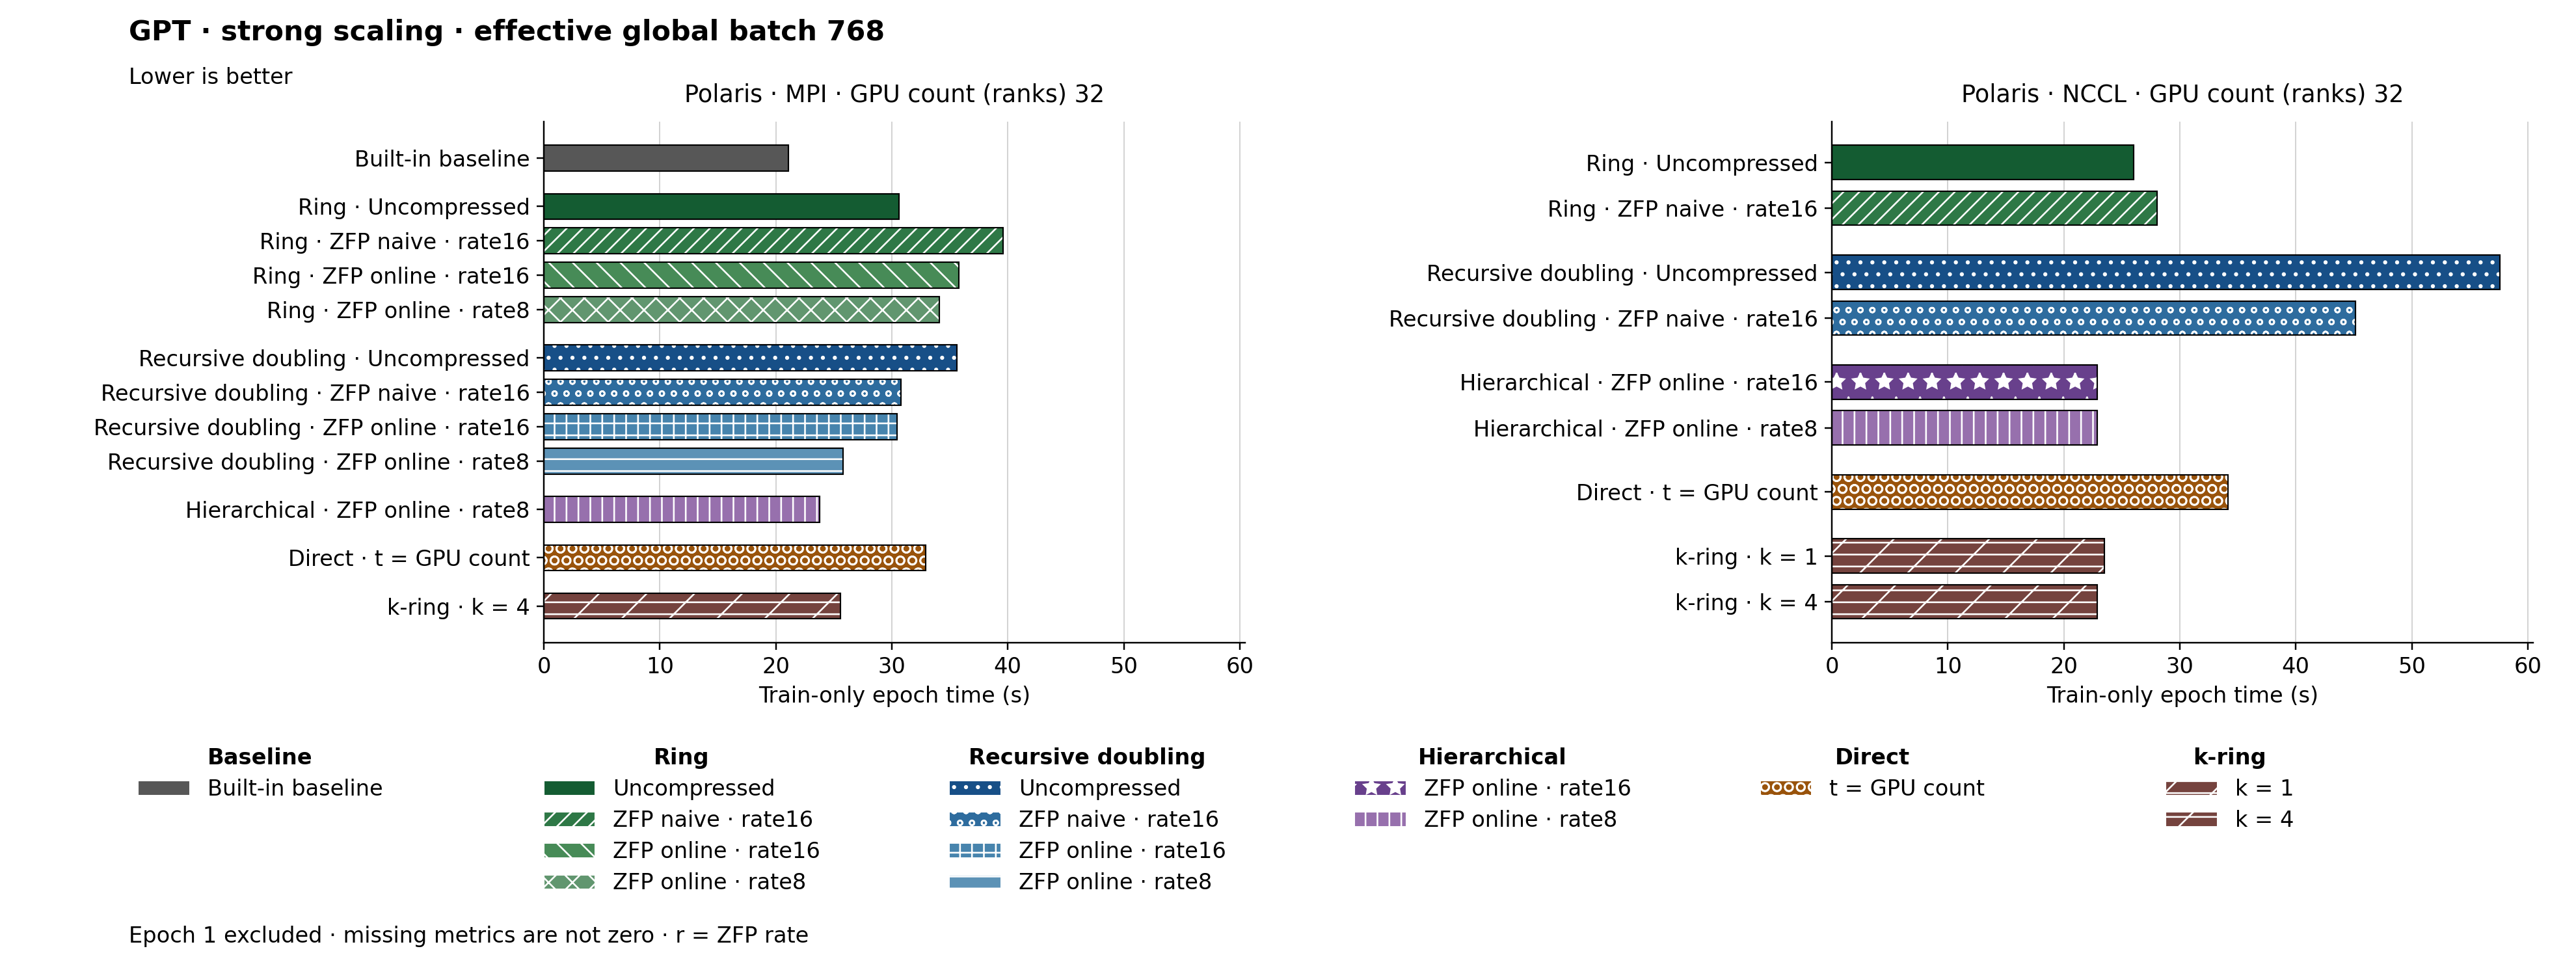 GPT · strong scaling · effective global batch 768
Lower is better
Polaris · MPI · GPU count (ranks) 32
Built-in baseline
Ring · Uncompressed
Ring · ZFP naive · rate16
Ring · ZFP online · rate16
Ring · ZFP online · rate8
Recursive doubling · Uncompressed
Recursive doubling · ZFP naive · rate16
Recursive doubling · ZFP online · rate16
Recursive doubling · ZFP online · rate8
Hierarchical · ZFP online · rate8
Direct · t = GPU count
k-ring · k = 4
0 10 20 30 40 50 60
Train-only epoch time (s)
Polaris · NCCL · GPU count (ranks) 32
Ring · Uncompressed
Ring · ZFP naive · rate16
Recursive doubling · Uncompressed
Recursive doubling · ZFP naive · rate16
Hierarchical · ZFP online · rate16
Hierarchical · ZFP online · rate8
Direct · t = GPU count
k-ring · k = 1
k-ring · k = 4
0 10 20 30 40 50 60
Train-only epoch time (s)
Baseline
Built-in baseline
Ring
Uncompressed
ZFP naive · rate16
ZFP online · rate16
ZFP online · rate8
Recursive doubling
Uncompressed
ZFP naive · rate16
ZFP online · rate16
ZFP online · rate8
Hierarchical
ZFP online · rate16
ZFP online · rate8
Direct
t = GPU count
k-ring
k = 1
k = 4
Epoch 1 excluded · missing metrics are not zero · r = ZFP rate